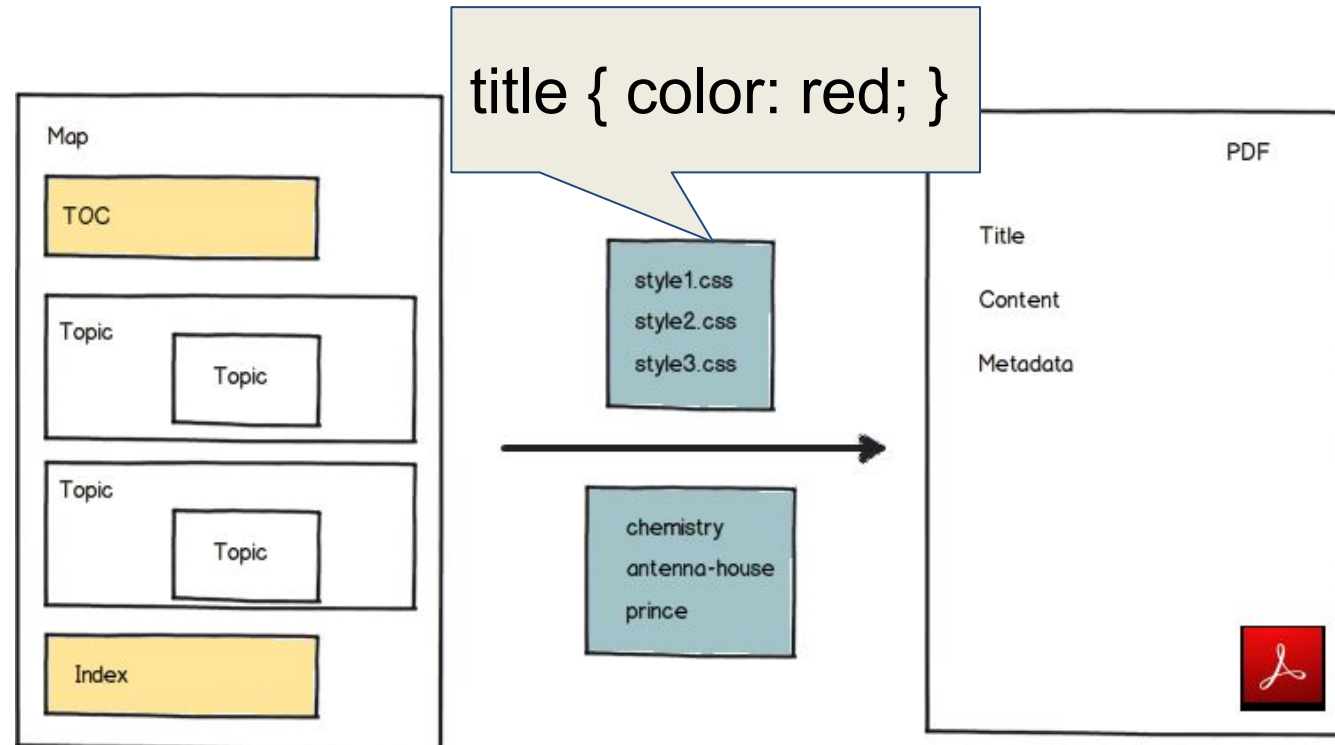 title { color: red; }
Map
TOC
Topic
Topic
Topic
Topic
Index
style1.css
style2.css
style3.css
chemistry
antenna-house
prince
PDF
Title
Content
Metadata